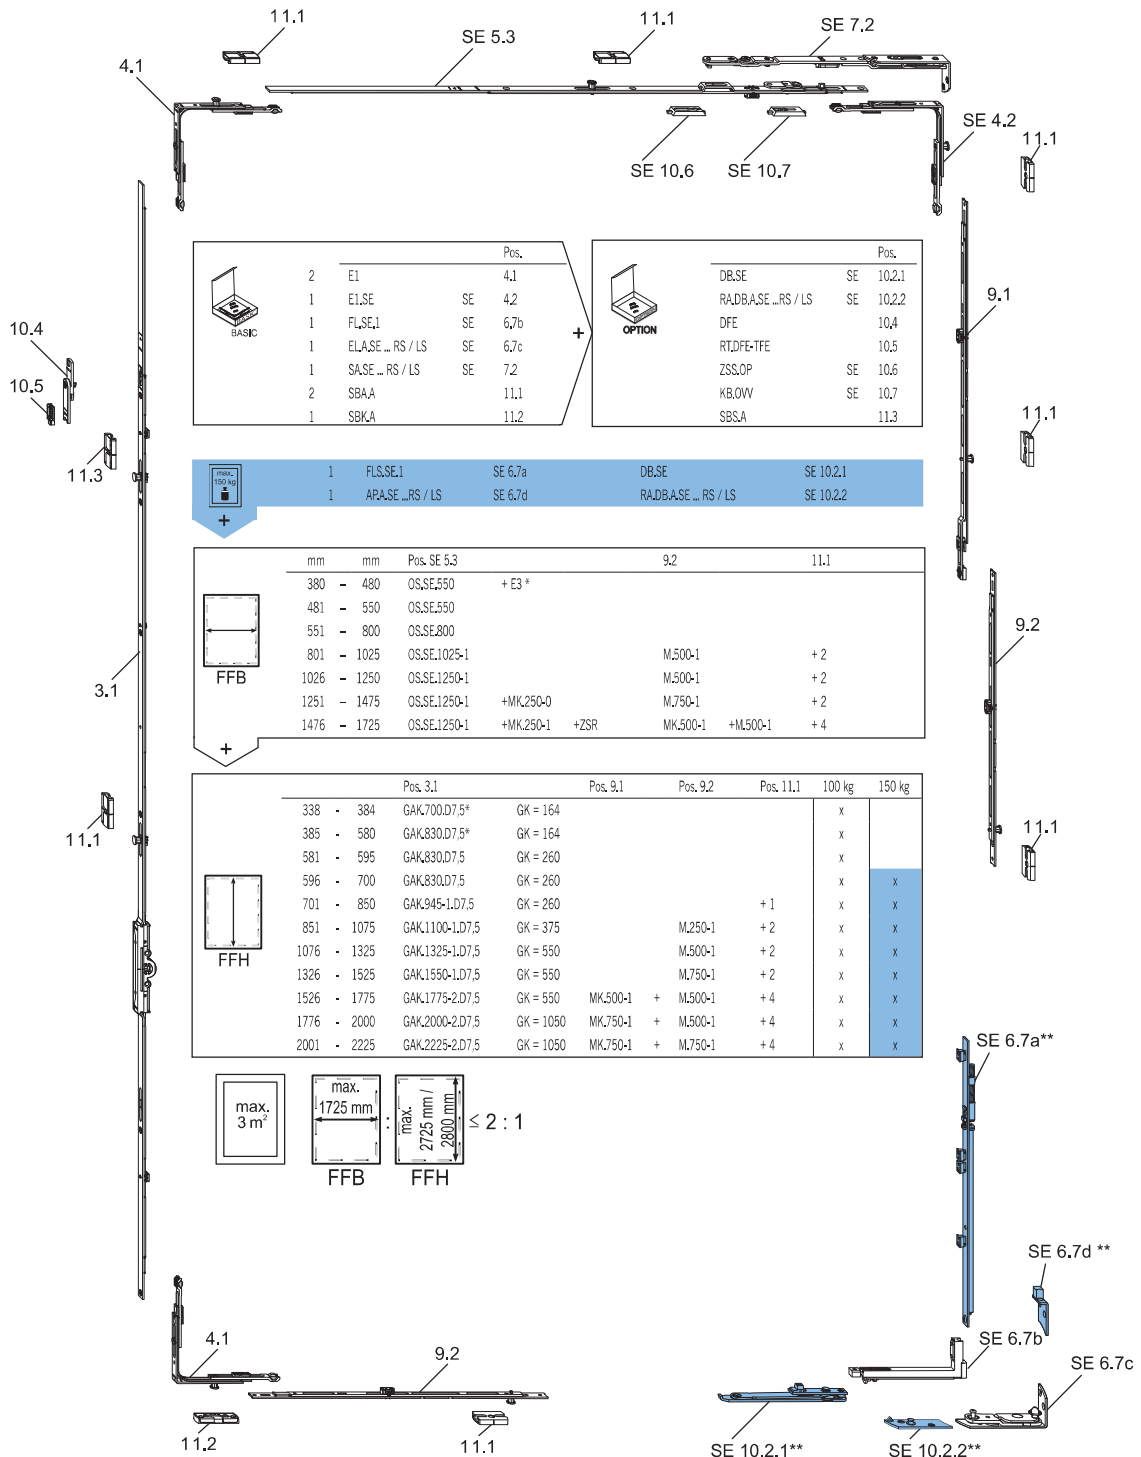 11.1
11.1
SE 7.2
SE 5.3
4.1
SE 4.2
11.1
SE 10.6
SE 10.7
9.1
10.4
10.5
11.3
11.1
9.2
3.1
11.1
11.1
BASIC
Pos.
2 E1 4.1
1 E1.SE SE 4.2
1 FL.SE.1 SE 6.7b
1 EL.A.SE ... RS / LS SE 6.7c
1 SA.SE ... RS / LS SE 7.2
2 SBA.A 11.1
1 SBK.A 11.2
+
OPTION
Pos.
DB.SE SE 10.2.1
RA.DB.A.SE ...RS / LS SE 10.2.2
DFE 10.4
RT.DFE-TFE 10.5
ZSS.OP SE 10.6
KB.OVV SE 10.7
SBS.A 11.3
max.
150 kg
+
1 FLS.SE.1 SE 6.7a DB.SE SE 10.2.1
1 AP.A.SE ...RS / LS SE 6.7d RA.DB.A.SE ... RS / LS SE 10.2.2
mm mm Pos. SE 5.3 9.2 11.1
380 – 480 OS.SE.550 + E3 *
481 – 550 OS.SE.550
551 – 800 OS.SE.800
801 – 1025 OS.SE.1025-1 M.500-1 + 2
1026 – 1250 OS.SE.1250-1 M.500-1 + 2
1251 – 1475 OS.SE.1250-1 +MK.250-0 M.750-1 + 2
1476 – 1725 OS.SE.1250-1 +MK.250-1 +ZSR MK.500-1 +M.500-1 + 4
FFB
+
Pos. 3.1 Pos. 9.1 Pos. 9.2 Pos. 11.1 100 kg 150 kg
338 - 384 GAK.700.D7,5* GK = 164 x
385 - 580 GAK.830.D7,5* GK = 164 x
581 - 595 GAK.830.D7,5 GK = 260 x
596 - 700 GAK.830.D7,5 GK = 260 x x
701 - 850 GAK.945-1.D7,5 GK = 260 + 1 x x
851 - 1075 GAK.1100-1.D7,5 GK = 375 M.250-1 + 2 x x
1076 - 1325 GAK.1325-1.D7,5 GK = 550 M.500-1 + 2 x x
1326 - 1525 GAK.1550-1.D7,5 GK = 550 M.750-1 + 2 x x
1526 - 1775 GAK.1775-2.D7,5 GK = 550 MK.500-1 + M.500-1 + 4 x x
1776 - 2000 GAK.2000-2.D7,5 GK = 1050 MK.750-1 + M.500-1 + 4 x x
2001 - 2225 GAK.2225-2.D7,5 GK = 1050 MK.750-1 + M.750-1 + 4 x x
FFH
max.
3 m²
max.
1725 mm
FFB
:
max.
2725 mm /
2800 mm
FFH
≤ 2 : 1
SE 6.7a**
SE 6.7d **
SE 6.7b
SE 6.7c
4.1
9.2
11.2
11.1
SE 10.2.1**
SE 10.2.2**